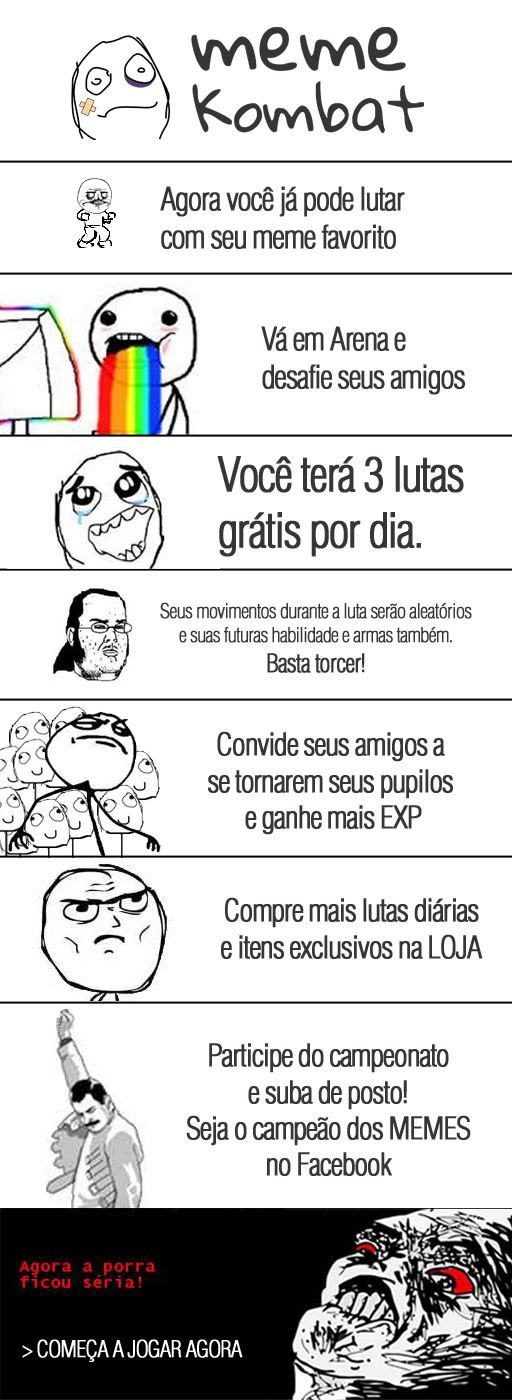 meme
Kombat
Agora você já pode lutar
com seu meme favorito
Vá em Arena e
desafie seus amigos
Você terá 3 lutas
grátis por dia.
Seus movimentos durante a luta serão aleatórios
e suas futuras habilidade e armas também.
Basta torcer!
Convide seus amigos a
se tornarem seus pupilos
e ganhe mais EXP
Compre mais lutas diárias
e itens exclusivos na LOJA
Participe do campeonato
e suba de posto!
Seja o campeão dos MEMES
no Facebook
Agora a porra
ficou séria!
> COMEÇA A JOGAR AGORA